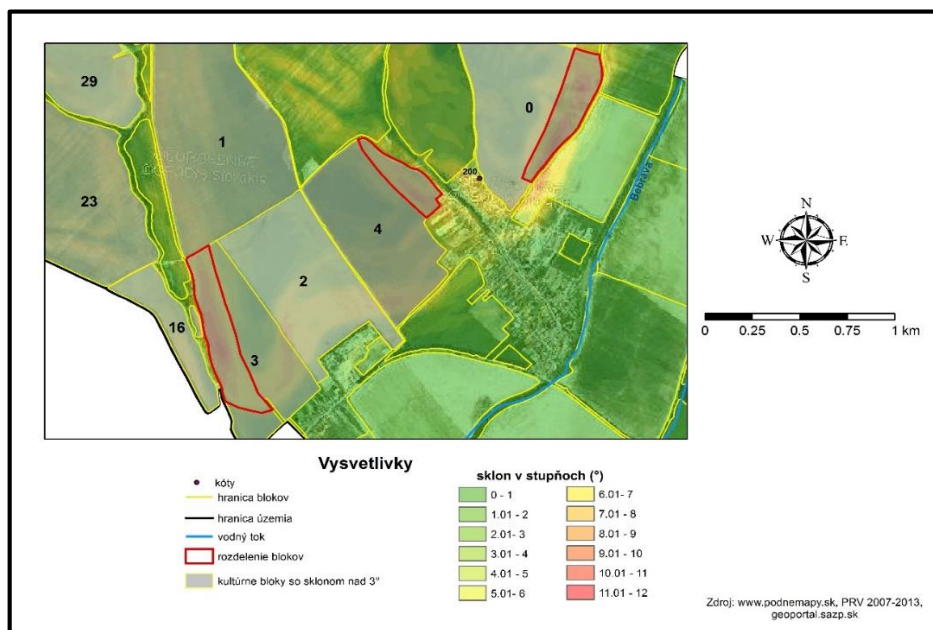 29
1
0
23
200
4
2
16
3
Bebrava
N
W E
S
0 0.25 0.5 0.75 1 km
Vysvetlivky
kóty
hranica blokov
hranica územia
vodný tok
rozdelenie blokov
kultúrne bloky so sklonom nad 3°
sklon v stupňoch (°)
0 - 1
1.01 - 2
2.01- 3
3.01 - 4
4.01 - 5
5.01- 6
6.01- 7
7.01 - 8
8.01 - 9
9.01 - 10
10.01 - 11
11.01 - 12
Zdroj: www.podnemapy.sk, PRV 2007-2013,
geoportal.sazp.sk